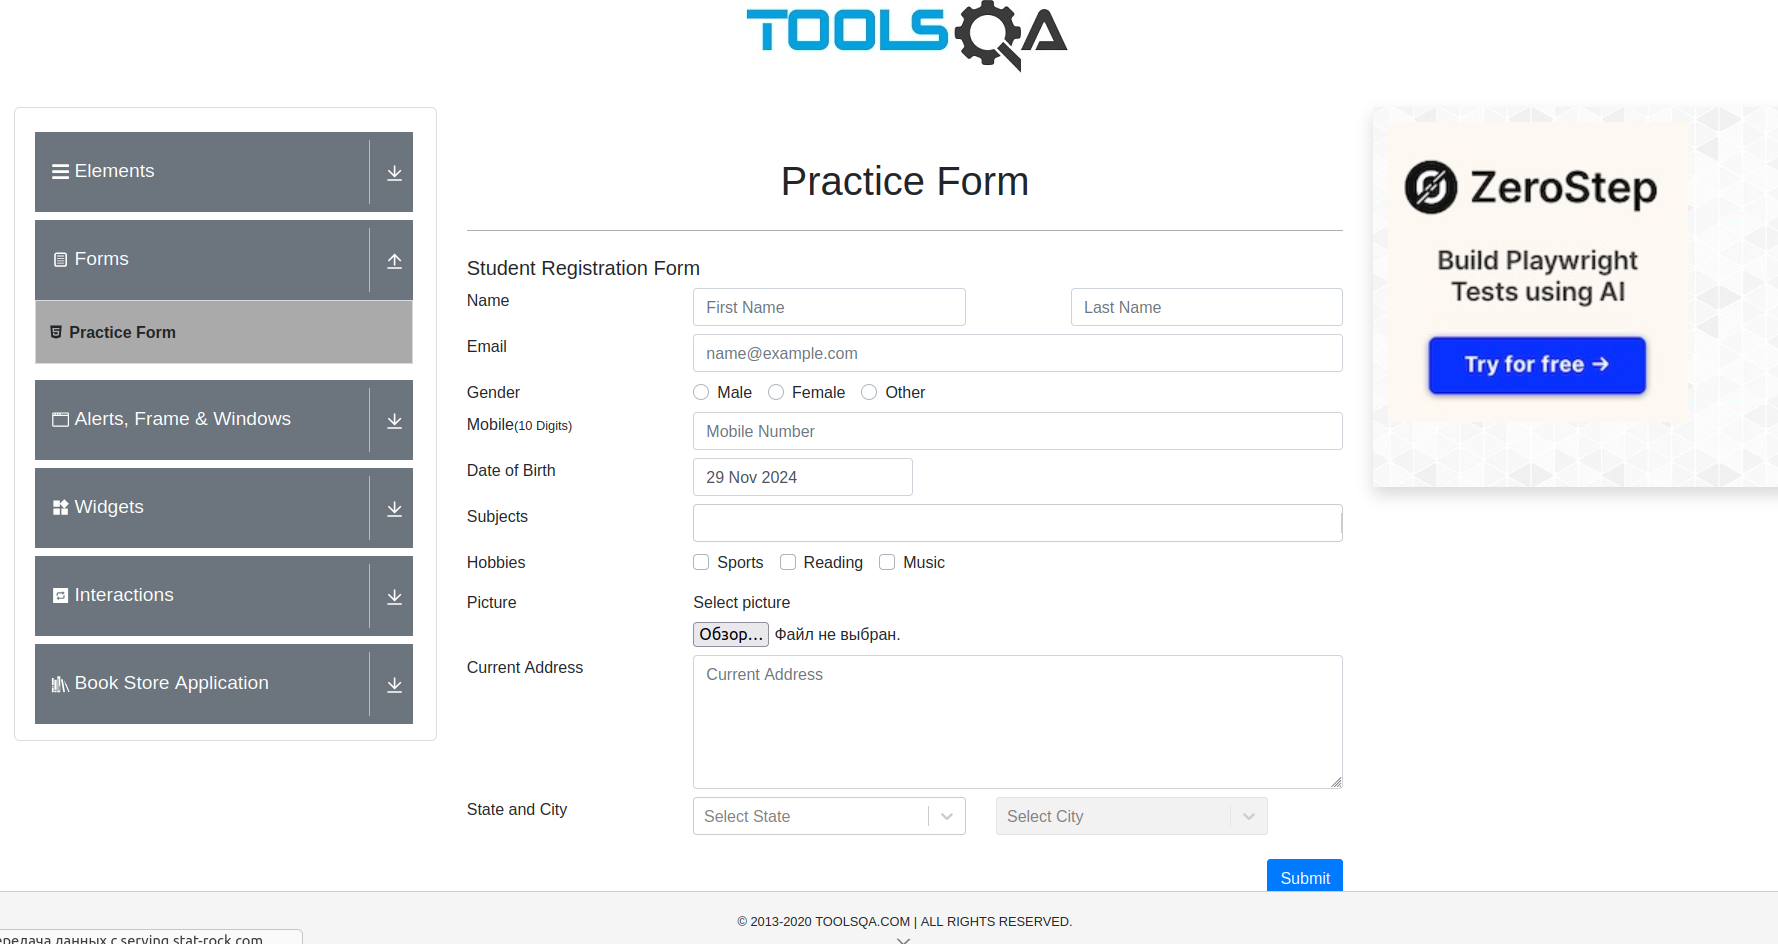 TOOLSQA
Elements
Forms
Practice Form
Alerts, Frame & Windows
Widgets
Interactions
Book Store Application
Practice Form
Student Registration Form
Name
First Name
Last Name
Email
name@example.com
Gender
Male
Female
Other
Mobile(10 Digits)
Mobile Number
Date of Birth
29 Nov 2024
Subjects
Hobbies
Sports
Reading
Music
Picture
Select picture
Обзор... Файл не выбран.
Current Address
Current Address
State and City
Select State
Select City
Submit
ZeroStep
Build Playwright
Tests using AI
Try for free →
© 2013-2020 TOOLSQA.COM | ALL RIGHTS RESERVED.
данных с serving.stat-rock.com